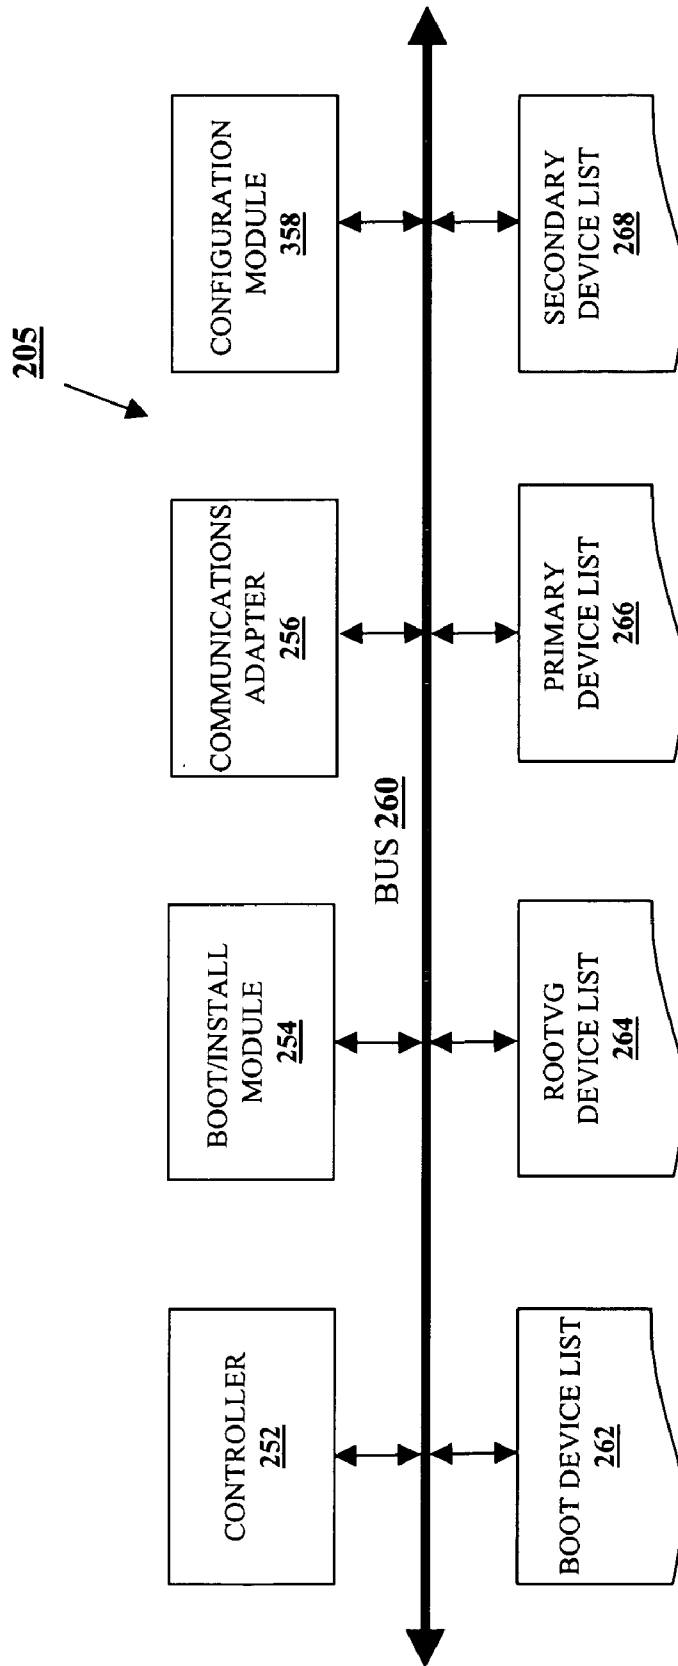 205
CONTROLLER
252
BOOT/INSTALL
MODULE
254
COMMUNICATIONS
ADAPTER
256
CONFIGURATION
MODULE
358
BUS 260
BOOT DEVICE LIST
262
ROOTVG
DEVICE LIST
264
PRIMARY
DEVICE LIST
266
SECONDARY
DEVICE LIST
268